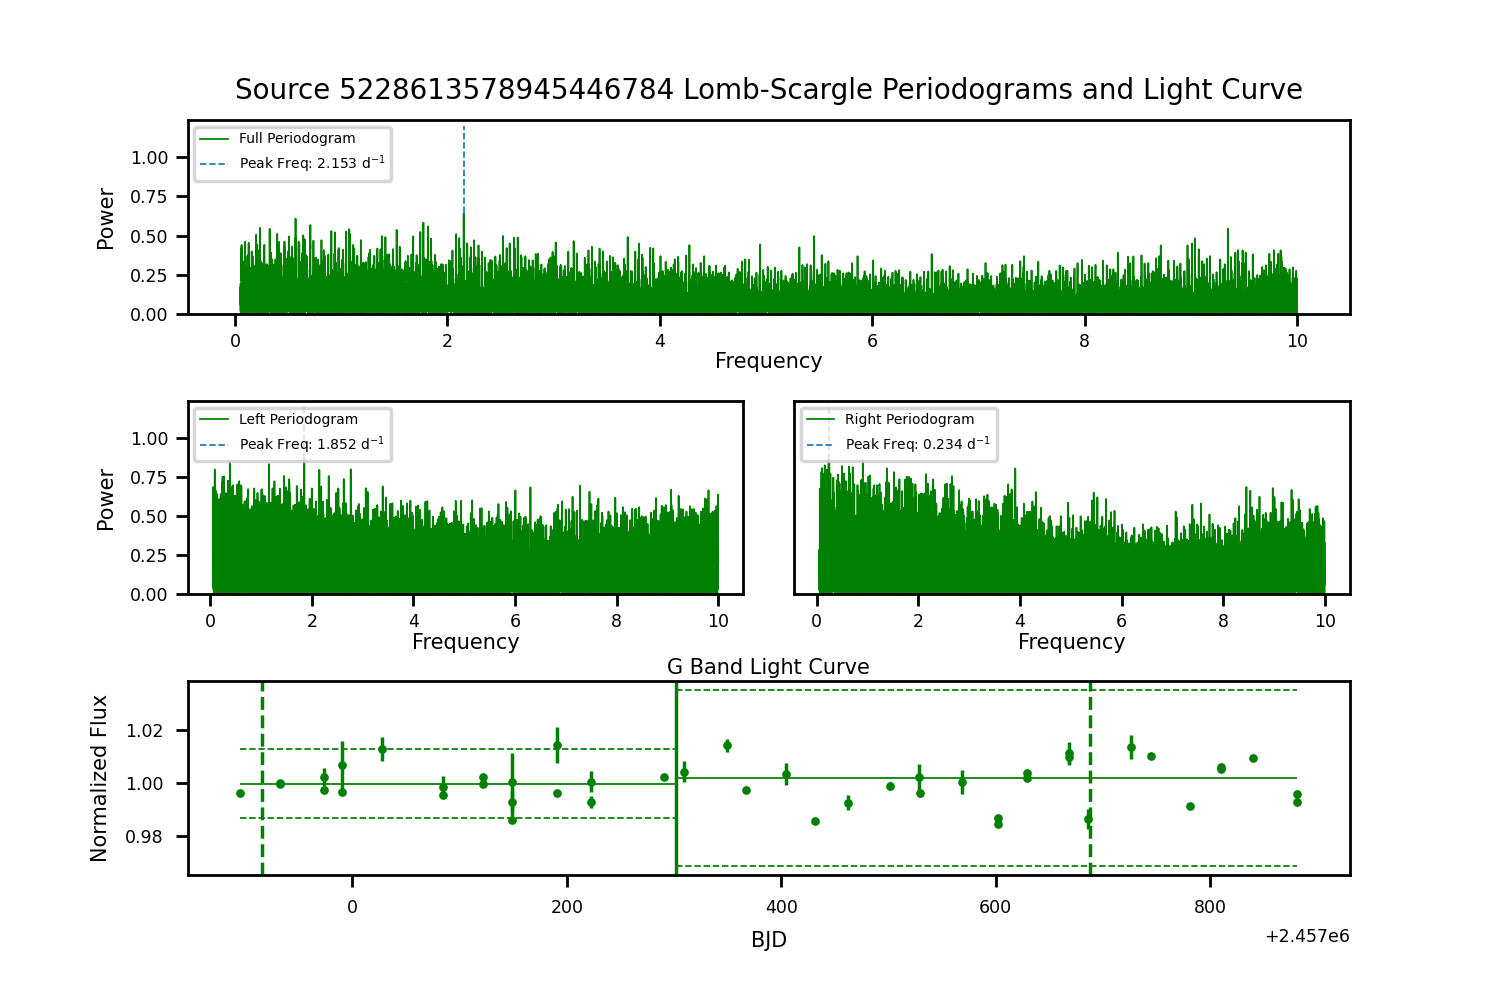 Source 5228613578945446784 Lomb-Scargle Periodograms and Light Curve
Full Periodogram
Peak Freq: 2.153 d⁻¹
Power
1.00
0.75
0.50
0.25
0.00
0 2 4 6 8 10
Frequency
Left Periodogram
Peak Freq: 1.852 d⁻¹
Power
1.00
0.75
0.50
0.25
0.00
0 2 4 6 8 10
Frequency
Right Periodogram
Peak Freq: 0.234 d⁻¹
0 2 4 6 8 10
Frequency
G Band Light Curve
Normalized Flux
1.02
1.00
0.98
0 200 400 600 800
BJD
+2.457e6